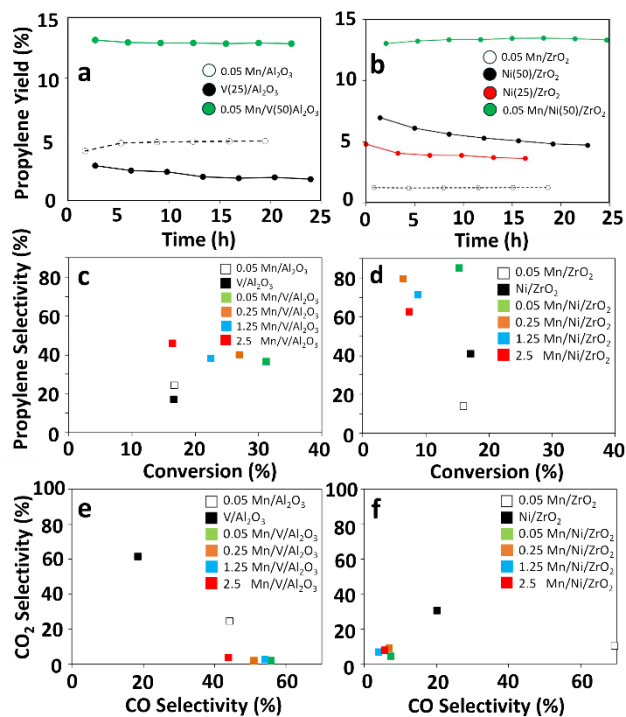 15
10
5
0
Propylene Yield (%)
a
0.05 Mn/Al₂O₃
V(25)/Al₂O₃
0.05 Mn/V(50)Al₂O₃
0 5 10 15 20 25
Time (h)
15
10
5
0
b
0.05 Mn/ZrO₂
Ni(50)/ZrO₂
Ni(25)/ZrO₂
0.05 Mn/Ni(50)/ZrO₂
0 5 10 15 20 25
Time (h)
80
60
40
20
0
Propylene Selectivity (%)
c
0.05 Mn/Al₂O₃
V/Al₂O₃
0.05 Mn/V/Al₂O₃
0.25 Mn/V/Al₂O₃
1.25 Mn/V/Al₂O₃
2.5 Mn/V/Al₂O₃
0 10 20 30 40
Conversion (%)
80
60
40
20
0
d
0.05 Mn/ZrO₂
Ni/ZrO₂
0.05 Mn/Ni/ZrO₂
0.25 Mn/Ni/ZrO₂
1.25 Mn/Ni/ZrO₂
2.5 Mn/Ni/ZrO₂
0 10 20 30 40
Conversion (%)
100
80
60
40
20
0
CO₂ Selectivity (%)
e
0.05 Mn/Al₂O₃
V/Al₂O₃
0.05 Mn/V/Al₂O₃
0.25 Mn/V/Al₂O₃
1.25 Mn/V/Al₂O₃
2.5 Mn/V/Al₂O₃
0 20 40 60
CO Selectivity (%)
100
80
60
40
20
0
f
0.05 Mn/ZrO₂
Ni/ZrO₂
0.05 Mn/Ni/ZrO₂
0.25 Mn/Ni/ZrO₂
1.25 Mn/Ni/ZrO₂
2.5 Mn/Ni/ZrO₂
0 20 40 60
CO Selectivity (%)